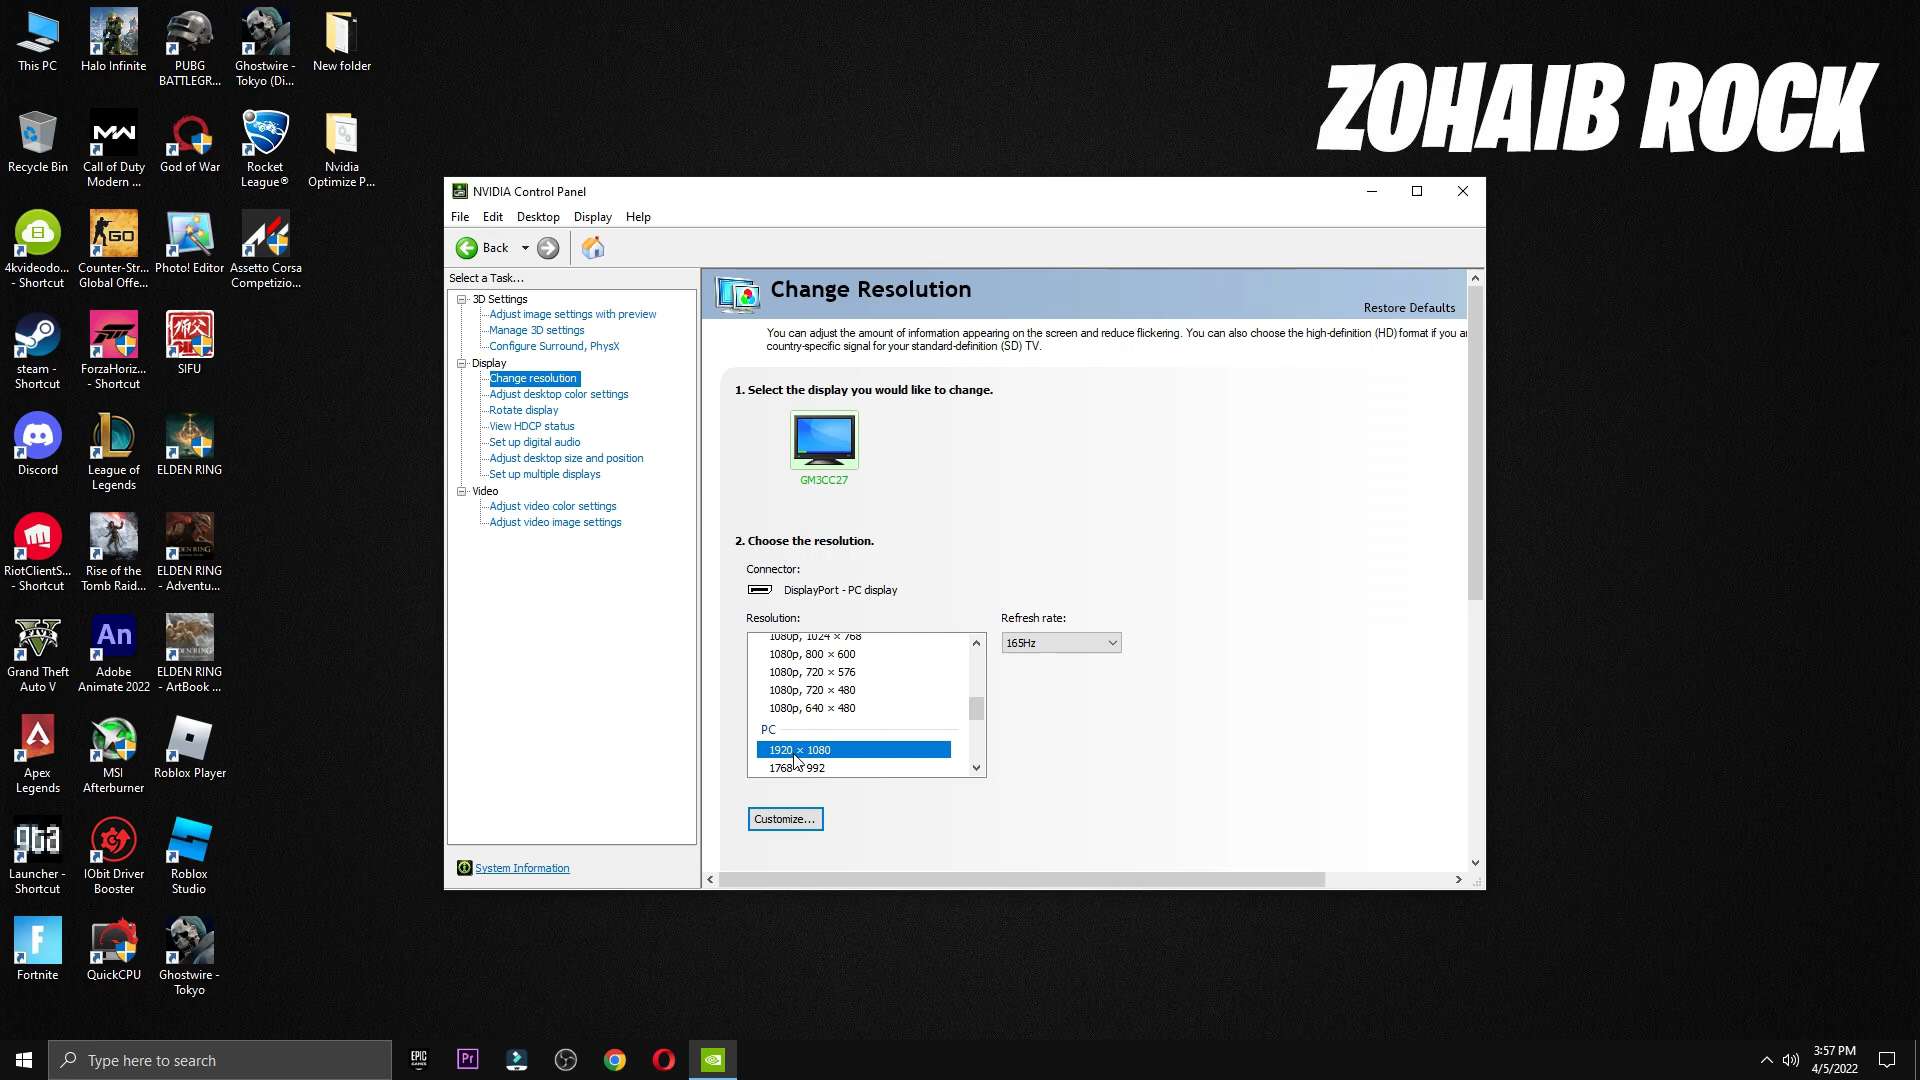 This PC
Halo Infinite
PUBG
BATTLEGR...
Ghostwire -
Tokyo (Di...
New folder
ZOHAIB ROCK
Recycle Bin
Call of Duty
Modern ...
God of War
Rocket
League®
Nvidia
Optimize P...
4kvideodo...
- Shortcut
Counter-Str...
Global Offe...
Photo! Editor
Assetto Corsa
Competizio...
steam -
Shortcut
ForzaHoriz...
- Shortcut
SIFU
Discord
League of
Legends
ELDEN RING
RiotClientS...
- Shortcut
Rise of the
Tomb Raid...
ELDEN RING
- Adventu...
Grand Theft
Auto V
Adobe
Animate 2022
ELDEN RING
- ArtBook ...
Apex
Legends
MSI
Afterburner
Roblox Player
Launcher -
Shortcut
IObit Driver
Booster
Roblox
Studio
Fortnite
QuickCPU
Ghostwire -
Tokyo
NVIDIA Control Panel
File Edit Desktop Display Help
Back
Select a Task...
3D Settings
Adjust image settings with preview
Manage 3D settings
Configure Surround, PhysX
Display
Change resolution
Adjust desktop color settings
Rotate display
View HDCP status
Set up digital audio
Adjust desktop size and position
Set up multiple displays
Video
Adjust video color settings
Adjust video image settings
System Information
Change Resolution
Restore Defaults
You can adjust the amount of information appearing on the screen and reduce flickering. You can also choose the high-definition (HD) format if you ar
country-specific signal for your standard-definition (SD) TV.
1. Select the display you would like to change.
GM3CC27
2. Choose the resolution.
Connector:
DisplayPort - PC display
Resolution:
Refresh rate:
165Hz
1080p, 1024 × 768
1080p, 800 × 600
1080p, 720 × 576
1080p, 720 × 480
1080p, 640 × 480
PC
1920 × 1080
1768 × 992
Customize...
Type here to search
EPIC
GAMES
Pr
3:57 PM
4/5/2022